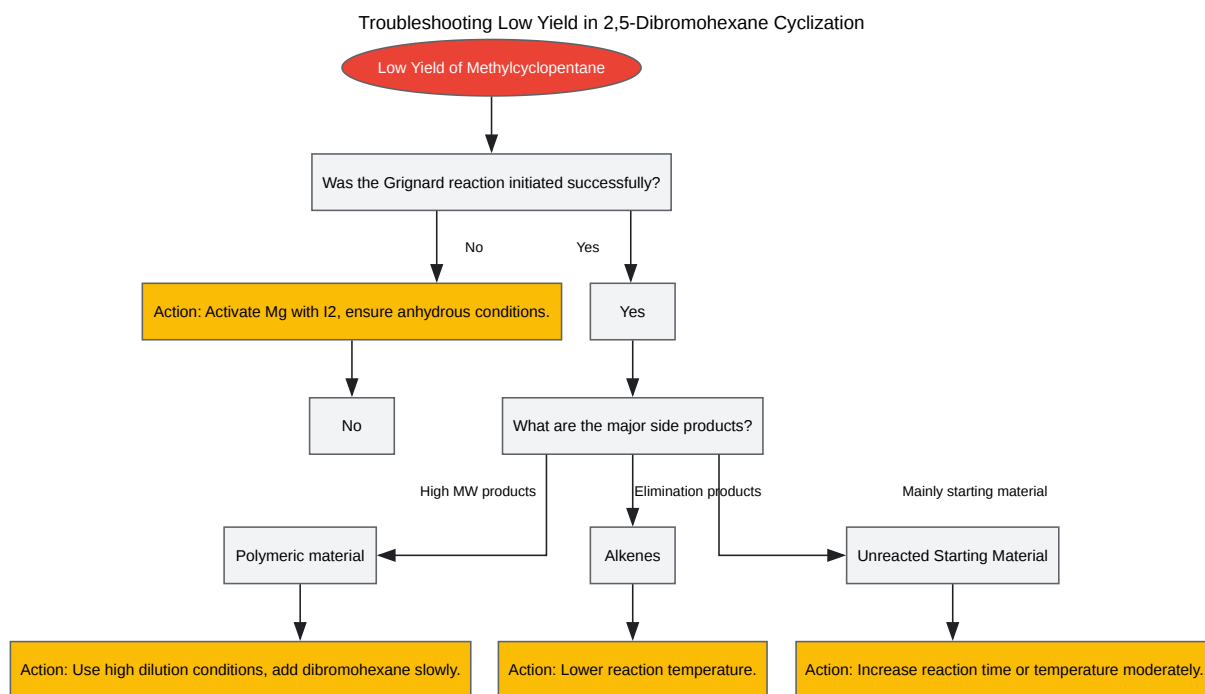 Troubleshooting Low Yield in 2,5-Dibromohexane Cyclization
Low Yield of Methylcyclopentane
Was the Grignard reaction initiated successfully?
No
Yes
Action: Activate Mg with I2, ensure anhydrous conditions.
Yes
No
What are the major side products?
High MW products
Elimination products
Mainly starting material
Polymeric material
Alkenes
Unreacted Starting Material
Action: Use high dilution conditions, add dibromohexane slowly.
Action: Lower reaction temperature.
Action: Increase reaction time or temperature moderately.